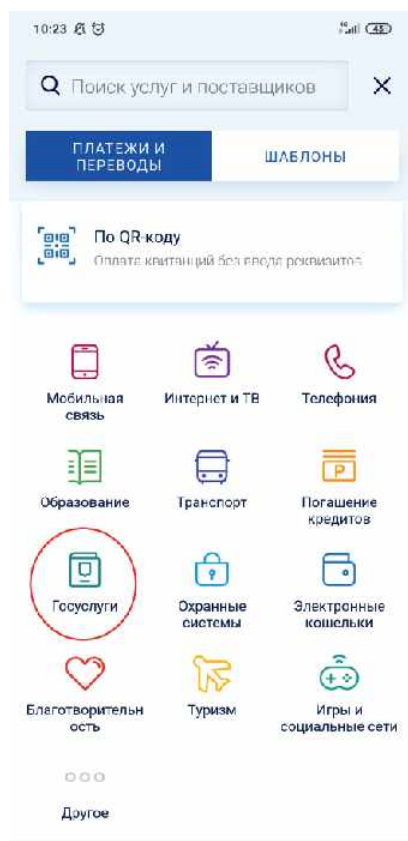 10:23
45
Поиск услуг и поставщиков
ПЛАТЕЖИ И
ПЕРЕВОДЫ
ШАБЛОНЫ
По QR-коду
Оплата квитанций без ввода реквизитов
Мобильная
связь
Интернет и ТВ
Телефония
Образование
Транспорт
P
Погашение
кредитов
Госуслуги
Охранные
системы
Электронные
кошельки
Благотворительн
ость
Туризм
Игры и
социальные сети
Другое